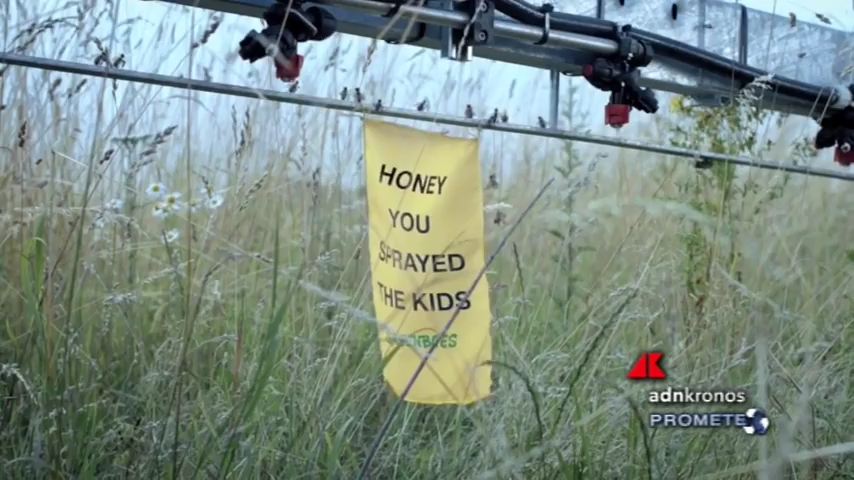 HONEY
YOU
SPRAYED
THE KIDS
adnkronos
PROMETEO